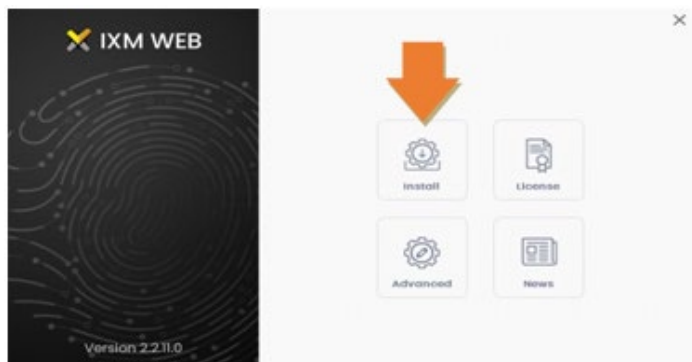 IXM WEB
Install
License
Advanced
News
Version 2.2.11.0